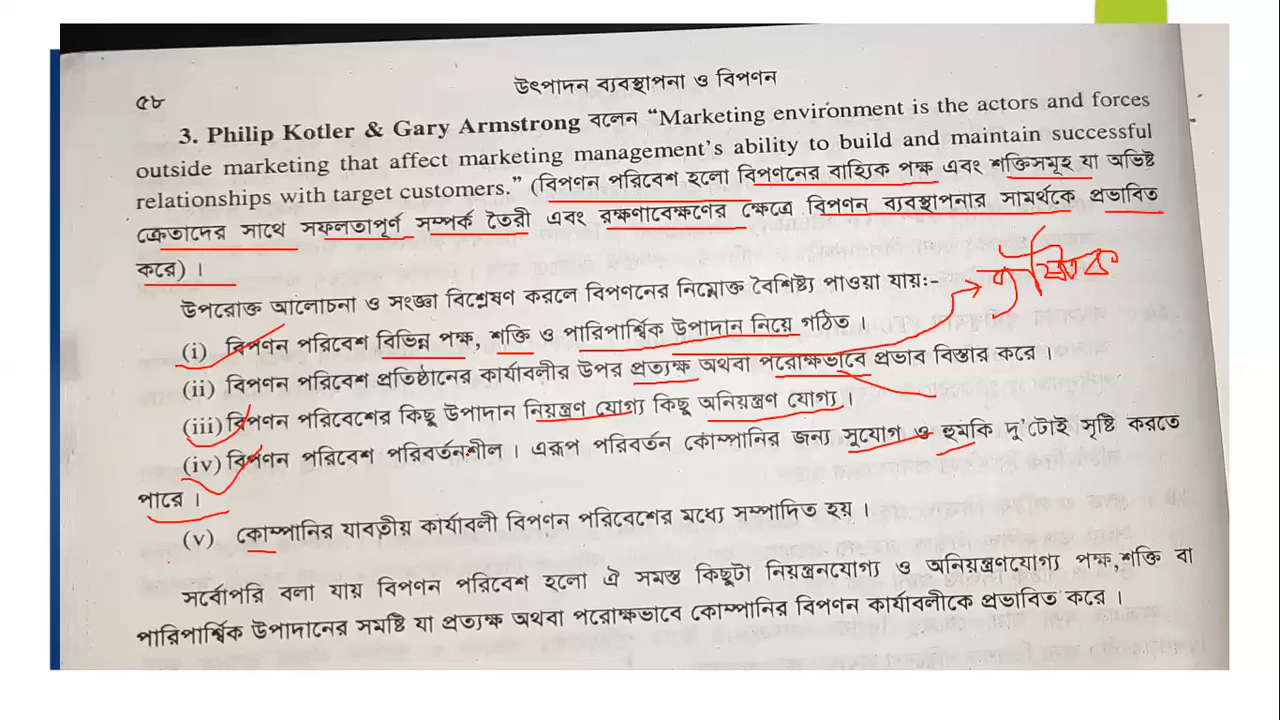 উৎপাদন ব্যবস্থাপনা ও বিপণন
৫৮
3. Philip Kotler & Gary Armstrong বলেন “Marketing environment is the actors and forces
outside marketing that affect marketing management's ability to build and maintain successful
relationships with target customers.” (বিপণন পরিবেশ হলো বিপণনের বাহ্যিক পক্ষ এবং শক্তিসমূহ যা অভিষ্ট
ক্রেতাদের সাথে সফলতাপূর্ণ সম্পর্ক তৈরী এবং রক্ষণাবেক্ষণের ক্ষেত্রে বিপণন ব্যবস্থাপনার সামর্থকে প্রভাবিত
করে) ।
উপরোক্ত আলোচনা ও সংজ্ঞা বিশ্লেষণ করলে বিপণনের নিম্নোক্ত বৈশিষ্ট্য পাওয়া যায়ঃ-
(i) বিপণন পরিবেশ বিভিন্ন পক্ষ, শক্তি ও পারিপার্শ্বিক উপাদান নিয়ে গঠিত ।
(ii) বিপণন পরিবেশ প্রতিষ্ঠানের কার্যাবলীর উপর প্রত্যক্ষ অথবা পরোক্ষভাবে প্রভাব বিস্তার করে ।
(iii) বিপণন পরিবেশের কিছু উপাদান নিয়ন্ত্রণ যোগ্য কিছু অনিয়ন্ত্রণ যোগ্য ।
(iv) বিপণন পরিবেশ পরিবর্তনশীল । এরূপ পরিবর্তন কোম্পানির জন্য সুযোগ ও হুমকি দু'টোই সৃষ্টি করতে
পারে ।
(v) কোম্পানির যাবতীয় কার্যাবলী বিপণন পরিবেশের মধ্যে সম্পাদিত হয় ।
সর্বোপরি বলা যায় বিপণন পরিবেশ হলো ঐ সমস্ত কিছুটা নিয়ন্ত্রনযোগ্য ও অনিয়ন্ত্রণযোগ্য পক্ষ,শক্তি বা
পারিপার্শ্বিক উপাদানের সমষ্টি যা প্রত্যক্ষ অথবা পরোক্ষভাবে কোম্পানির বিপণন কার্যাবলীকে প্রভাবিত করে ।